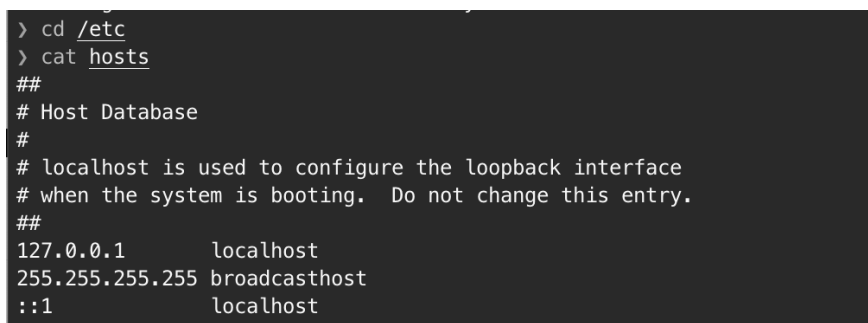 ❯ cd /etc
❯ cat hosts
##
# Host Database
#
# localhost is used to configure the loopback interface
# when the system is booting.  Do not change this entry.
##
127.0.0.1       localhost
255.255.255.255 broadcasthost
::1             localhost